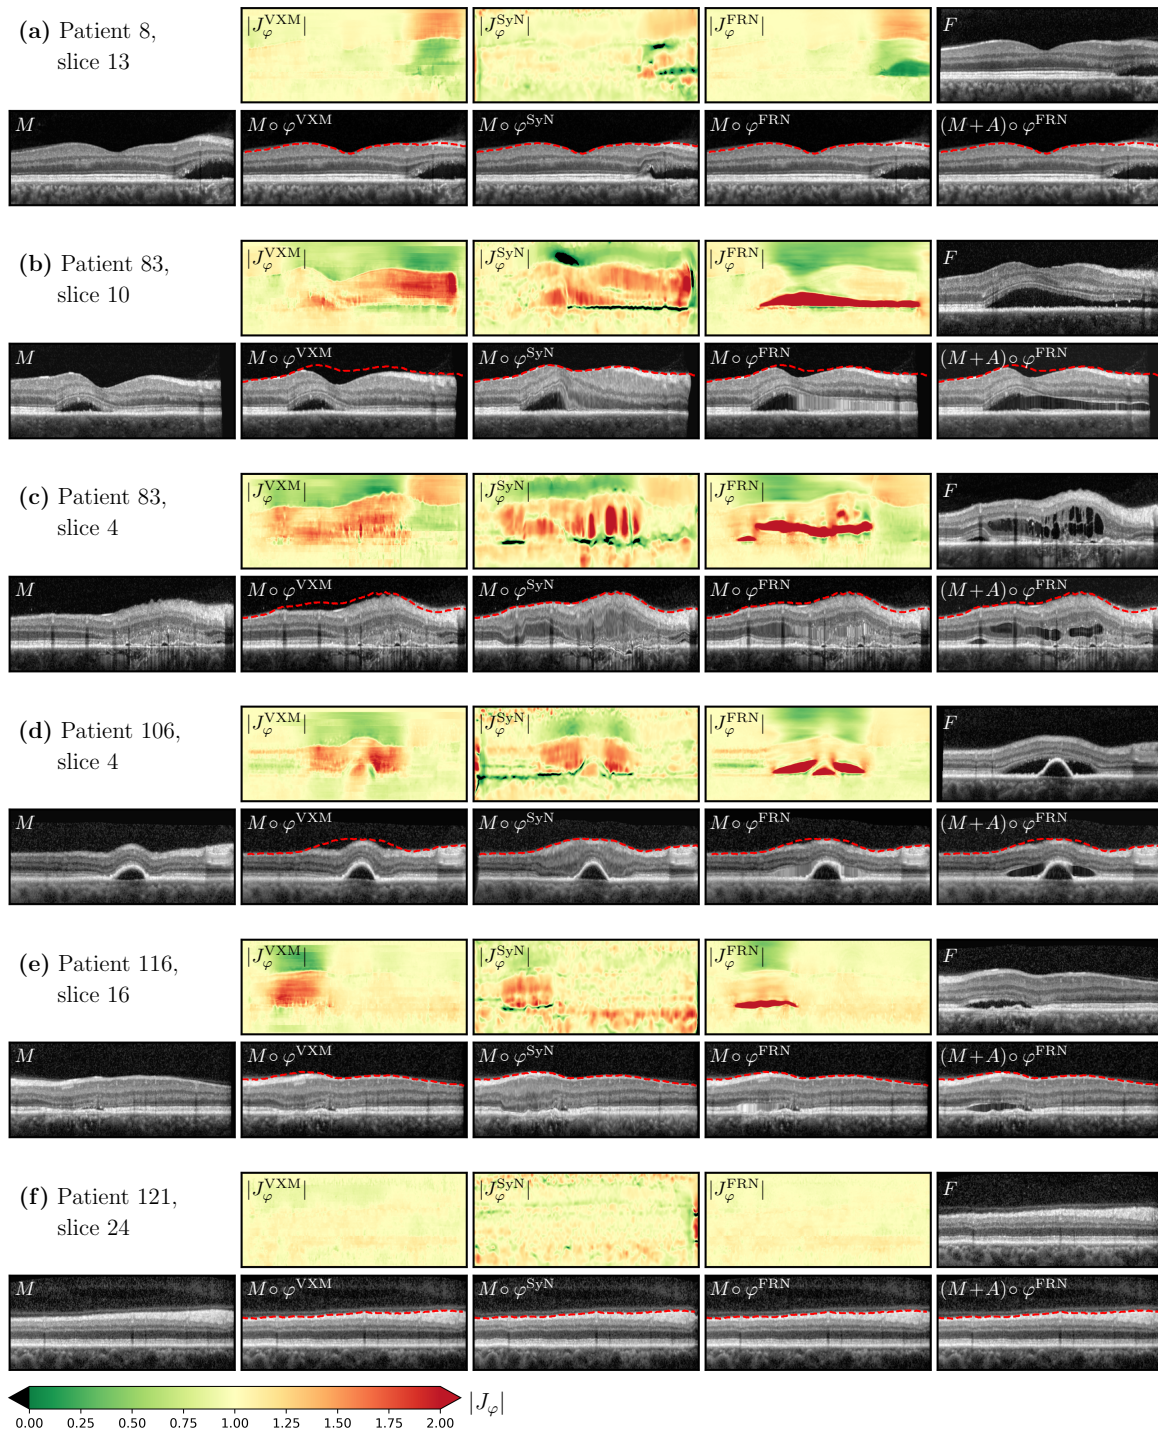 (a) Patient 8,
slice 13
|J_φ^VXM|
|J_φ^SyN|
|J_φ^FRN|
F
M
M ∘ φ^VXM
M ∘ φ^SyN
M ∘ φ^FRN
(M+A) ∘ φ^FRN
(b) Patient 83,
slice 10
|J_φ^VXM|
|J_φ^SyN|
|J_φ^FRN|
F
M
M ∘ φ^VXM
M ∘ φ^SyN
M ∘ φ^FRN
(M+A) ∘ φ^FRN
(c) Patient 83,
slice 4
|J_φ^VXM|
|J_φ^SyN|
|J_φ^FRN|
F
M
M ∘ φ^VXM
M ∘ φ^SyN
M ∘ φ^FRN
(M+A) ∘ φ^FRN
(d) Patient 106,
slice 4
|J_φ^VXM|
|J_φ^SyN|
|J_φ^FRN|
F
M
M ∘ φ^VXM
M ∘ φ^SyN
M ∘ φ^FRN
(M+A) ∘ φ^FRN
(e) Patient 116,
slice 16
|J_φ^VXM|
|J_φ^SyN|
|J_φ^FRN|
F
M
M ∘ φ^VXM
M ∘ φ^SyN
M ∘ φ^FRN
(M+A) ∘ φ^FRN
(f) Patient 121,
slice 24
|J_φ^VXM|
|J_φ^SyN|
|J_φ^FRN|
F
M
M ∘ φ^VXM
M ∘ φ^SyN
M ∘ φ^FRN
(M+A) ∘ φ^FRN
|J_φ|
0.00 0.25 0.50 0.75 1.00 1.25 1.50 1.75 2.00